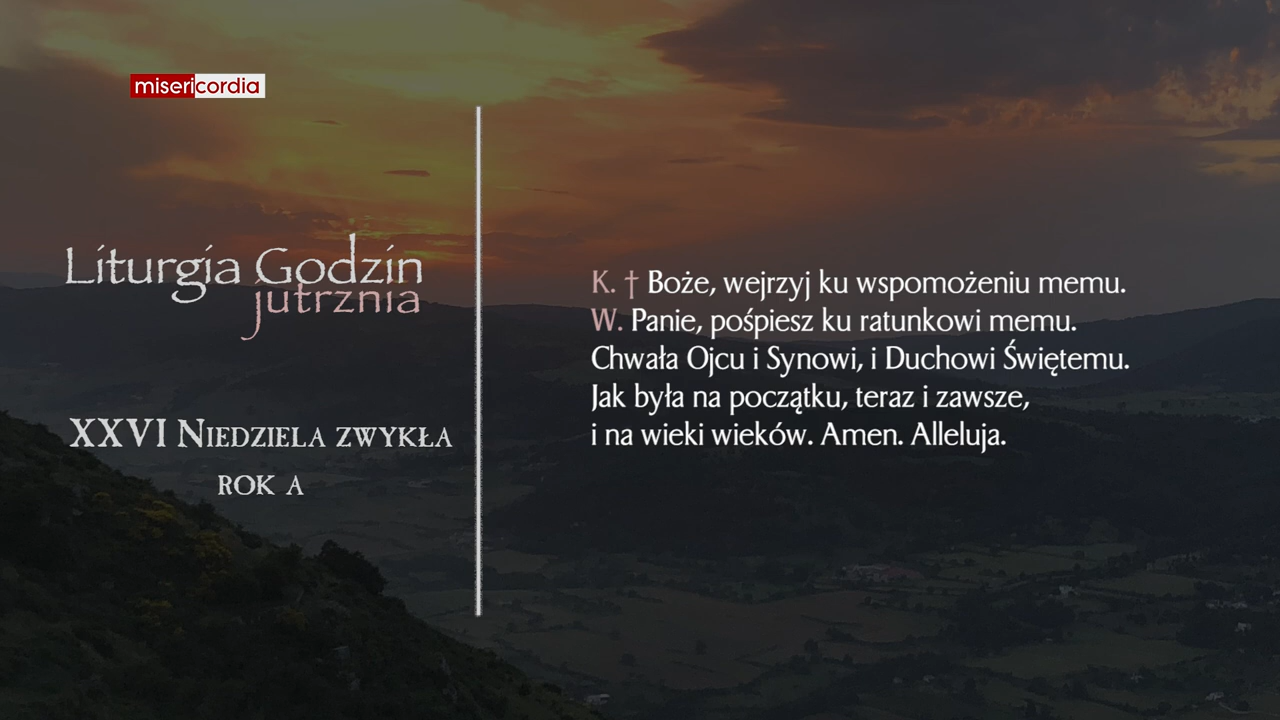 misericordia
Liturgia Godzin
jutrznia
XXVI Niedziela zwykła
rok A
K. † Boże, wejrzyj ku wspomożeniu memu.
W. Panie, pośpiesz ku ratunkowi memu.
Chwała Ojcu i Synowi, i Duchowi Świętemu.
Jak była na początku, teraz i zawsze,
i na wieki wieków. Amen. Alleluja.